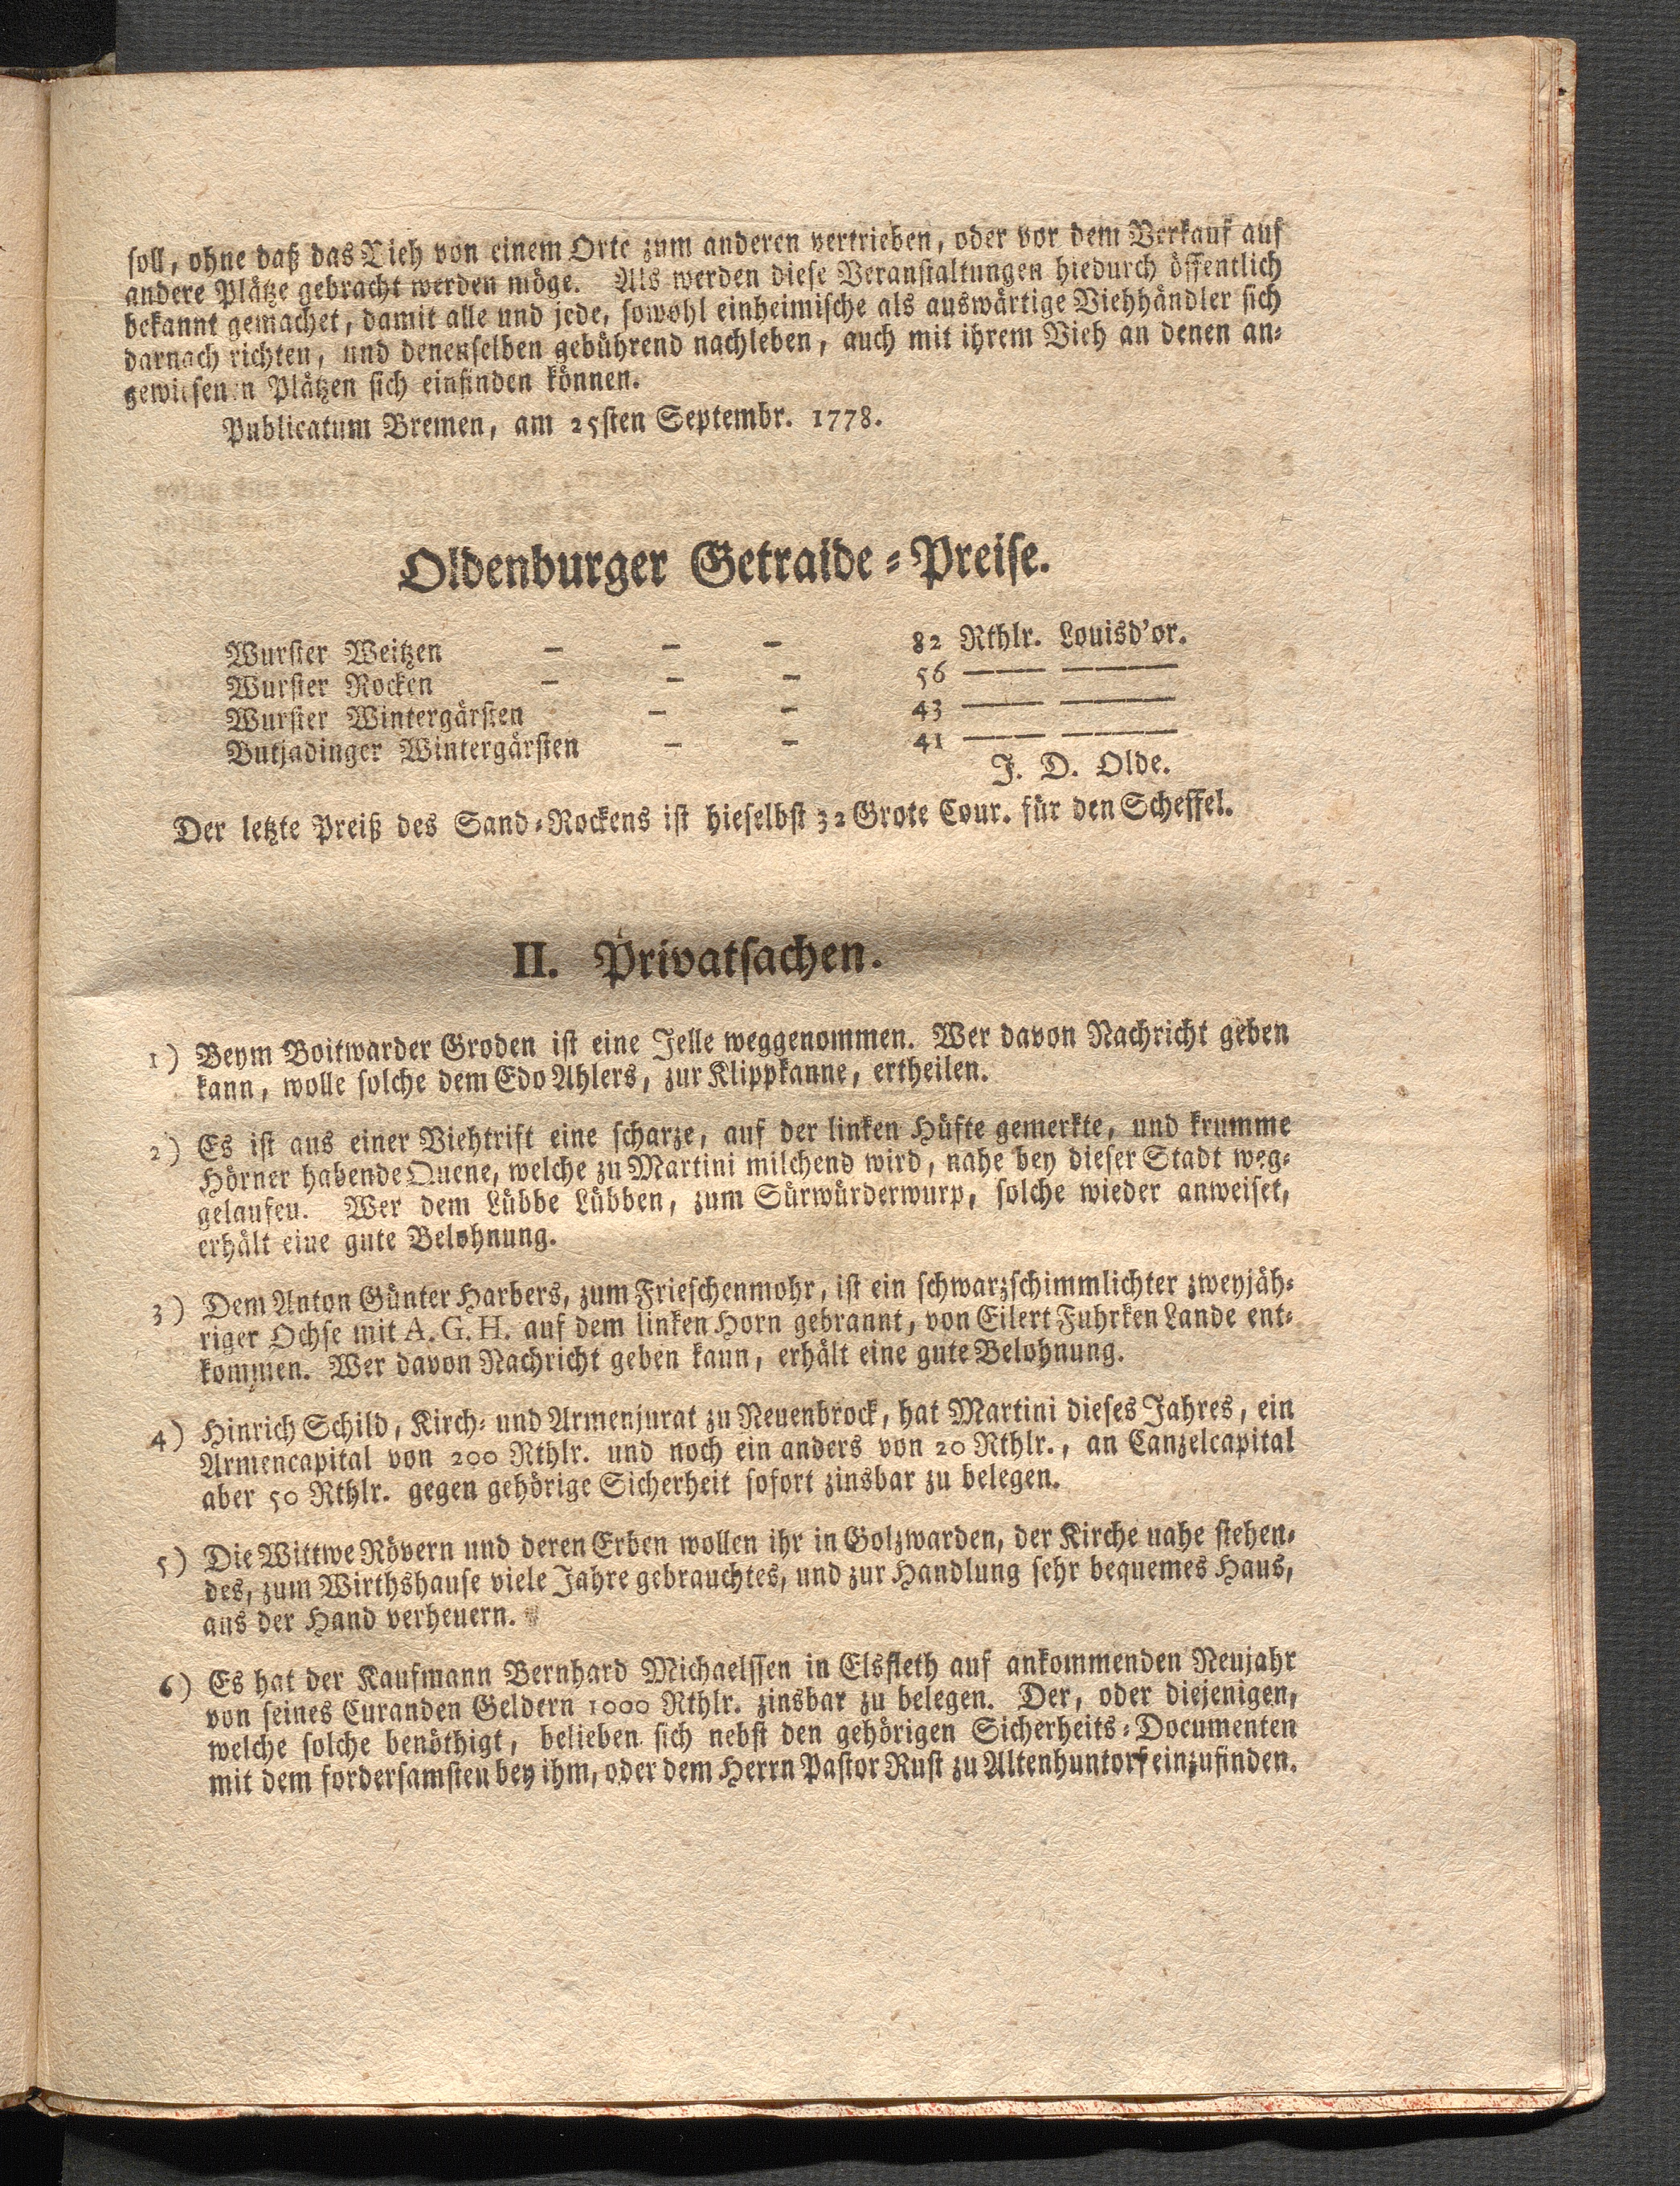 soll, ohne daß das Vieh von einem Orte zum anderen vertrieben, oder vor dem Verkauf auf
andere Plätze gebracht werden möge. Als werden diese Veranstaltungen hiedurch öffentlich
bekannt gemachet, damit alle und jede, sowohl einheimische als auswärtige Viehhändler sich
darnach richten, und denenselben gebührend nachleben, auch mit ihrem Vieh an denen an-
gewiesenen Plätzen sich einfinden können.
Publicatum Bremen, am 25sten Septembr. 1778.
Oldenburger Getraide-Preise.
Wurster Weitzen – – – 82 Rthlr. Louisd'or.
Wurster Rocken – – – 56 —— ——
Wurster Wintergärsten – – 43 —— ——
Butjadinger Wintergärsten – – 41 —— ——
J. D. Olde.
Der letzte Preiß des Sand-Rockens ist hieselbst 32 Grote Cour. für den Scheffel.
II. Privatsachen.
1) Beym Boitwarder Groden ist eine Jelle weggenommen. Wer davon Nachricht geben
kann, wolle solche dem Edo Ahlers, zur Klippkanne, ertheilen.
2) Es ist aus einer Viehtrift eine scharze, auf der linken Hüfte gemerkte, und krumme
Hörner habende Quene, welche zu Martini milchend wird, nahe bey dieser Stadt weg-
gelaufen. Wer dem Lübbe Lübben, zum Sürwürderwurp, solche wieder anweiset,
erhält eine gute Belohnung.
3) Dem Anton Günter Harbers, zum Frieschenmohr, ist ein schwarzschimmlichter zweyjäh-
riger Ochse mit A. G. H. auf dem linken Horn gebrannt, von Eilert Fuhrken Lande ent-
kommen. Wer davon Nachricht geben kann, erhält eine gute Belohnung.
4) Hinrich Schild, Kirch- und Armenjurat zu Neuenbrock, hat Martini dieses Jahres, ein
Armencapital von 200 Rthlr. und noch ein anders von 20 Rthlr., an Canzelcapital
aber 50 Rthlr. gegen gehörige Sicherheit sofort zinsbar zu belegen.
5) Die Wittwe Rövern und deren Erben wollen ihr in Golzwarden, der Kirche nahe stehen-
des, zum Wirthshause viele Jahre gebrauchtes, und zur Handlung sehr bequemes Haus,
aus der Hand verheuern.
6) Es hat der Kaufmann Bernhard Michaelssen in Elsfleth auf ankommenden Neujahr
von seines Curanden Geldern 1000 Rthlr. zinsbar zu belegen. Der, oder diejenigen,
welche solche benöthigt, belieben sich nebst den gehörigen Sicherheits-Documenten
mit dem fordersamsten bey ihm, oder dem Herrn Pastor Rust zu Altenhuntorf einzufinden.